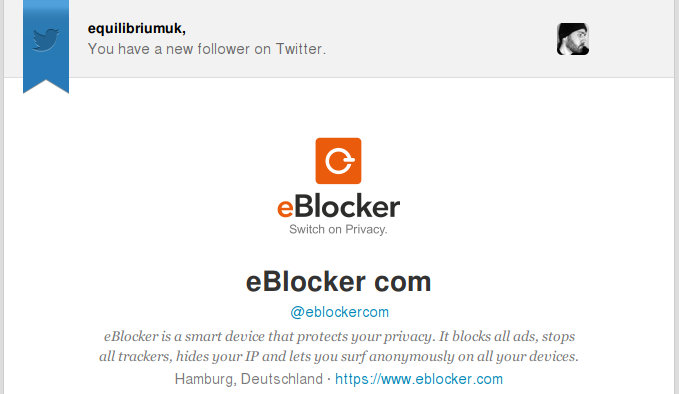 equilibriumuk,
You have a new follower on Twitter.
eBlocker
Switch on Privacy.
eBlocker com
@eblockercom
eBlocker is a smart device that protects your privacy. It blocks all ads, stops
all trackers, hides your IP and lets you surf anonymously on all your devices.
Hamburg, Deutschland · https://www.eblocker.com